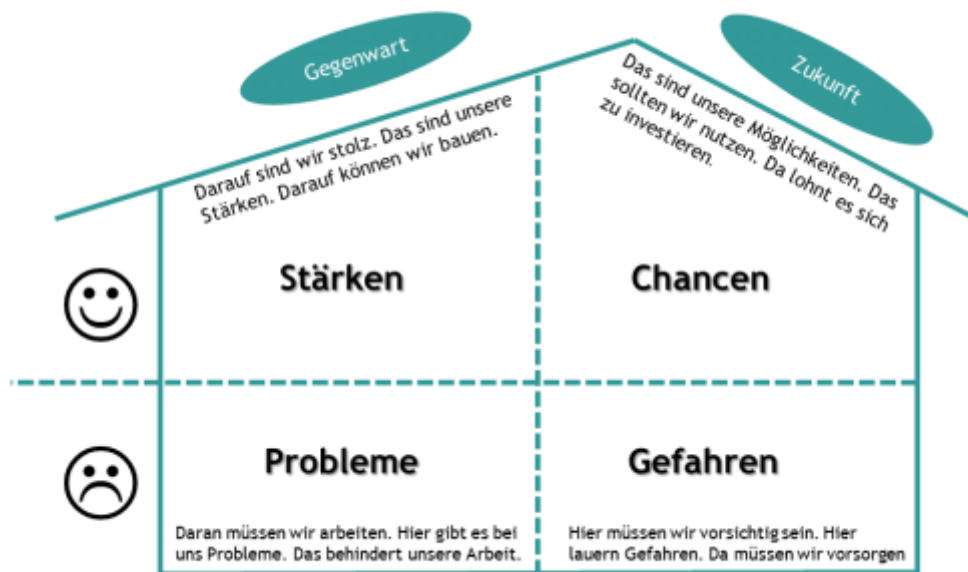 Gegenwart
Zukunft
Darauf sind wir stolz. Das sind unsere
Stärken. Darauf können wir bauen.
Das sind unsere Möglichkeiten. Das
sollten wir nutzen. Da lohnt es sich
zu investieren.
Stärken
Chancen
Probleme
Gefahren
Daran müssen wir arbeiten. Hier gibt es bei
uns Probleme. Das behindert unsere Arbeit.
Hier müssen wir vorsichtig sein. Hier
lauern Gefahren. Da müssen wir vorsorgen